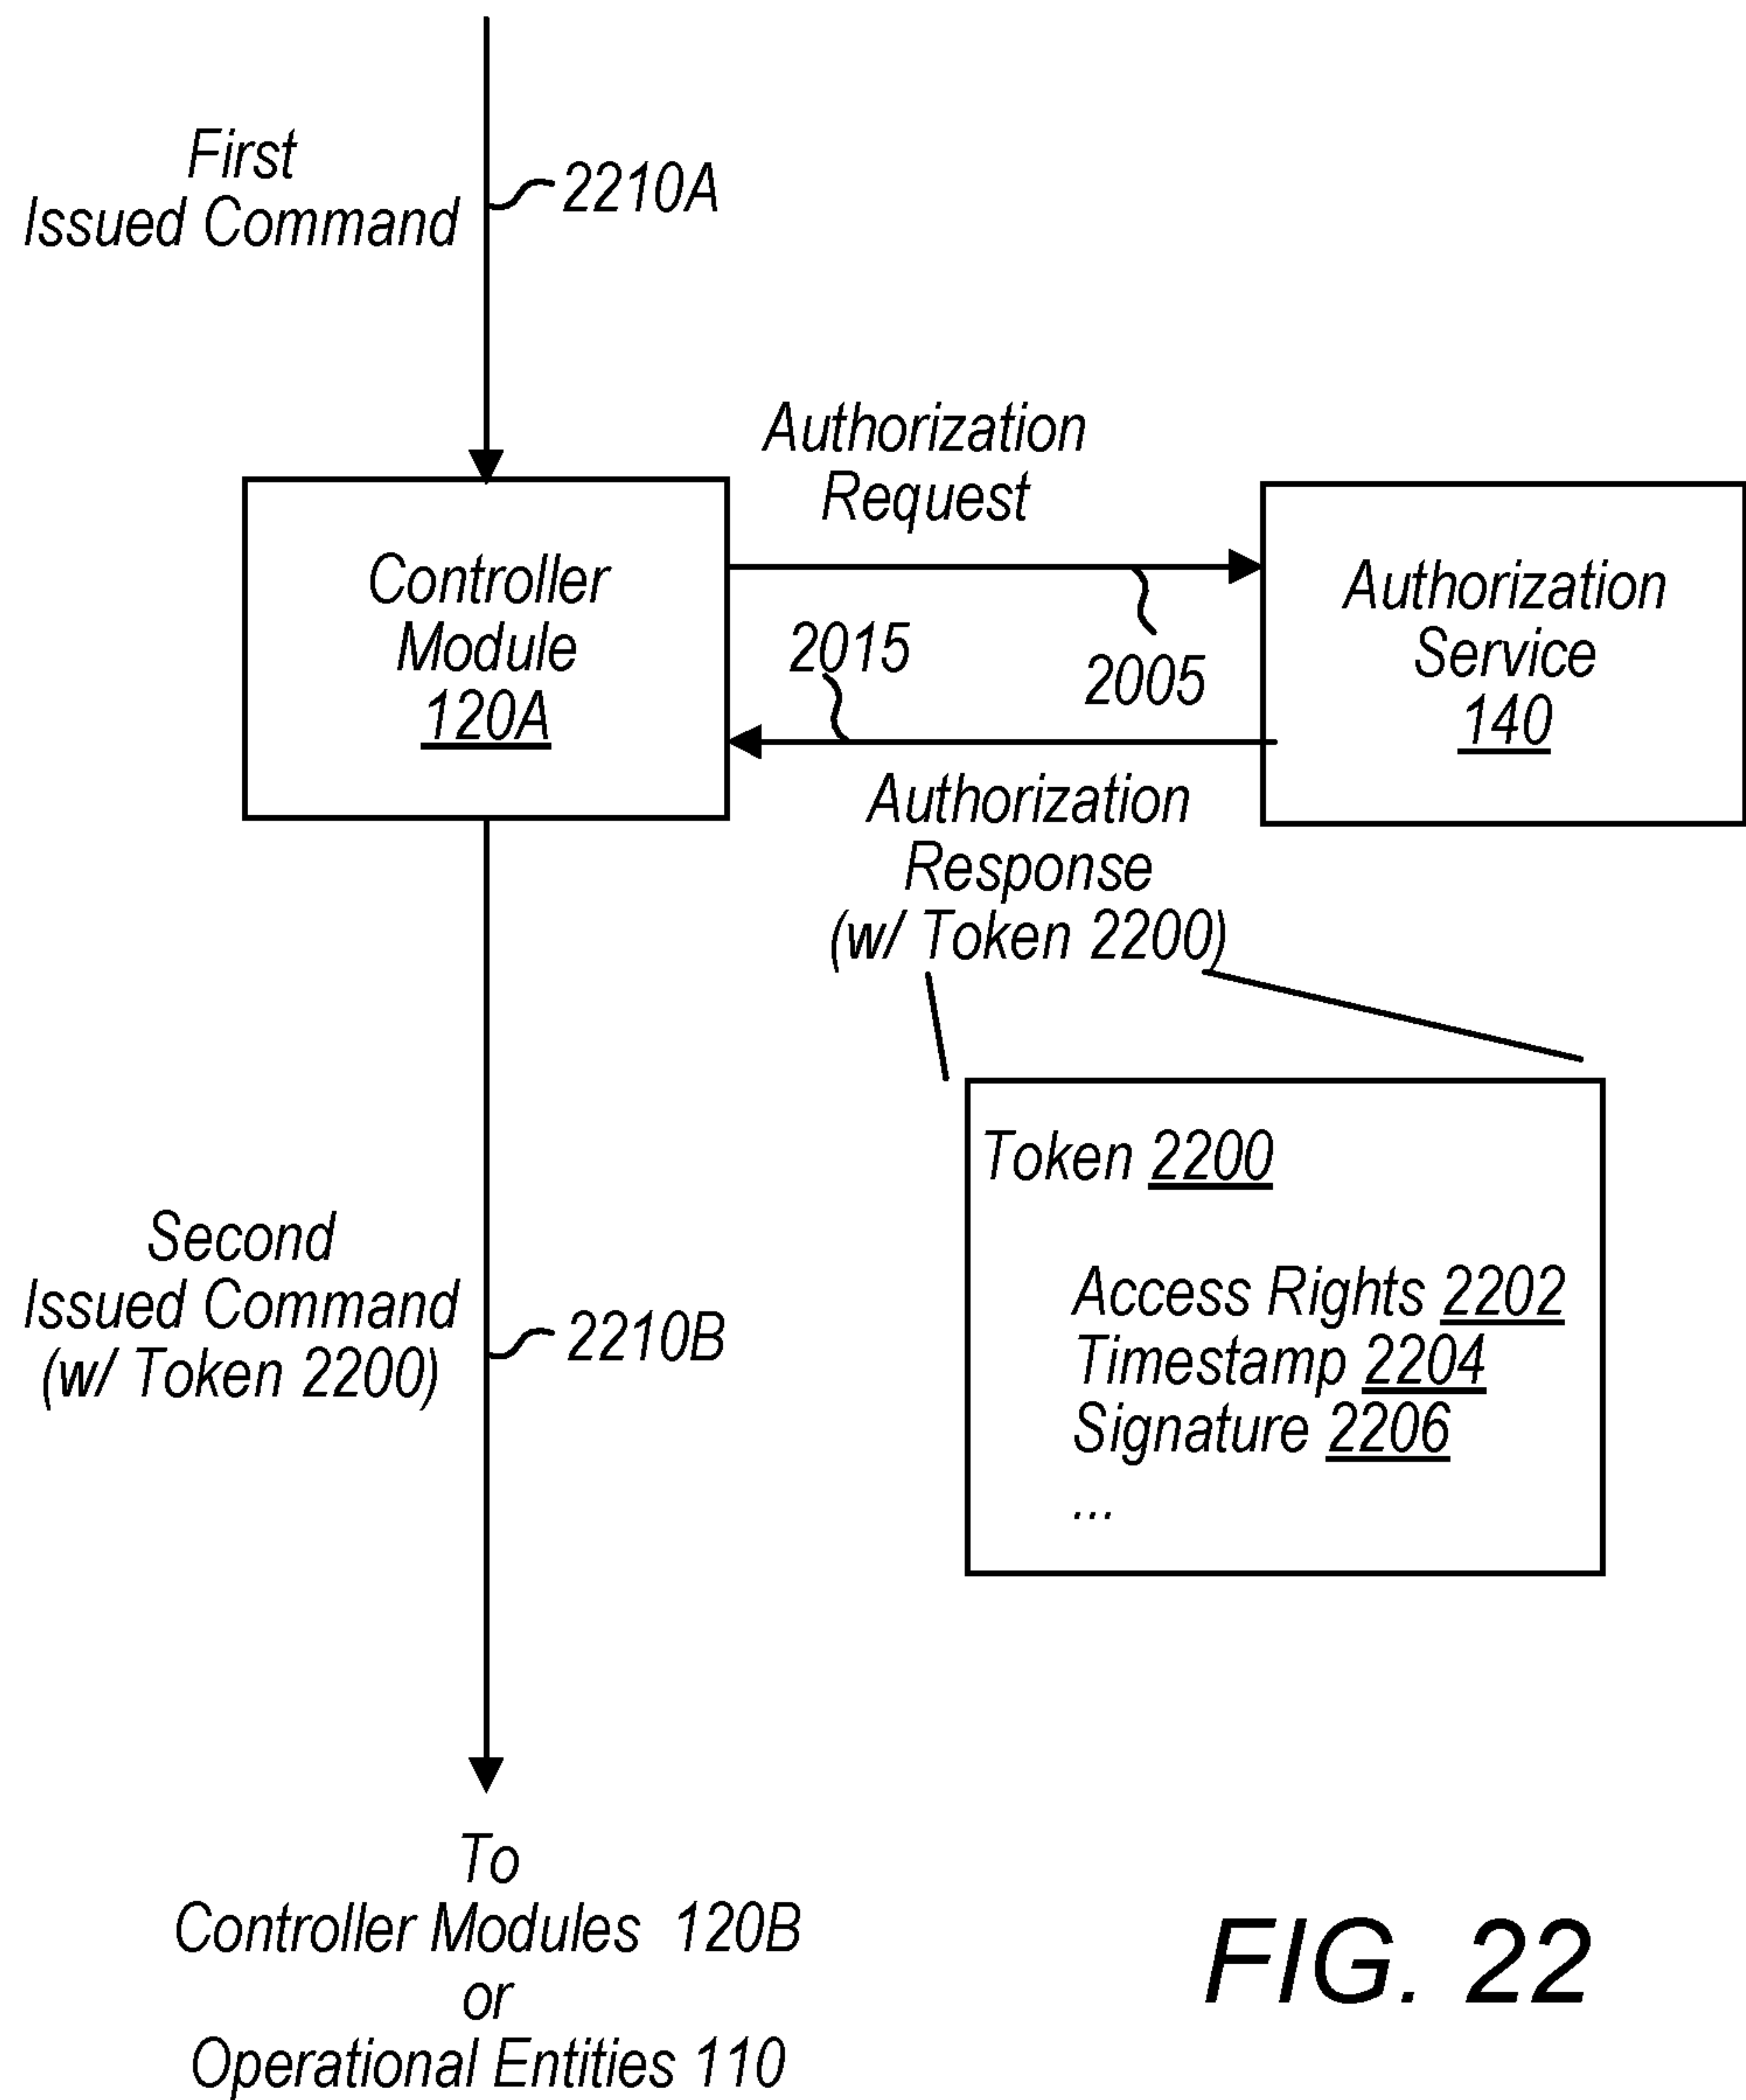 First
Issued Command
2210A
Authorization
Request
Controller
Module
120A
2015
2005
Authorization
Service
140
Authorization
Response
(w/ Token 2200)
Token 2200
Access Rights 2202
Timestamp 2204
Signature 2206
...
Second
Issued Command
(w/ Token 2200)
2210B
To
Controller Modules 120B
or
Operational Entities 110
FIG. 22